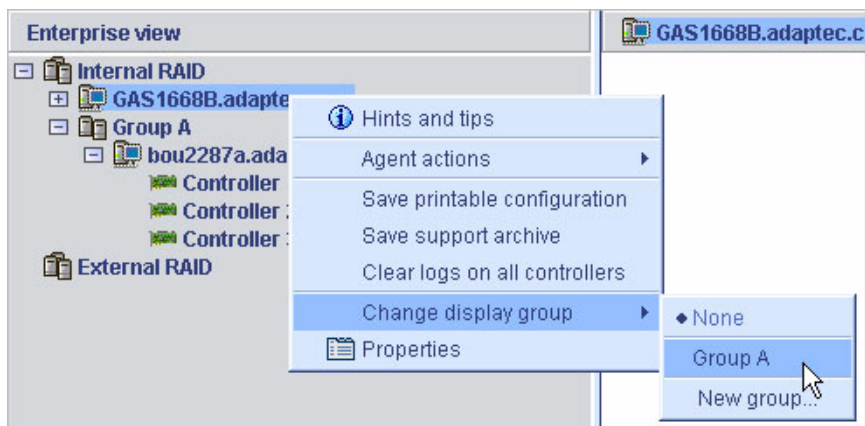 Enterprise view
GAS1668B.adaptec.c
Internal RAID
GAS1668B.adapte
Group A
bou2287a.ada
Controller
Controller
Controller
External RAID
Hints and tips
Agent actions
Save printable configuration
Save support archive
Clear logs on all controllers
Change display group
Properties
None
Group A
New group...